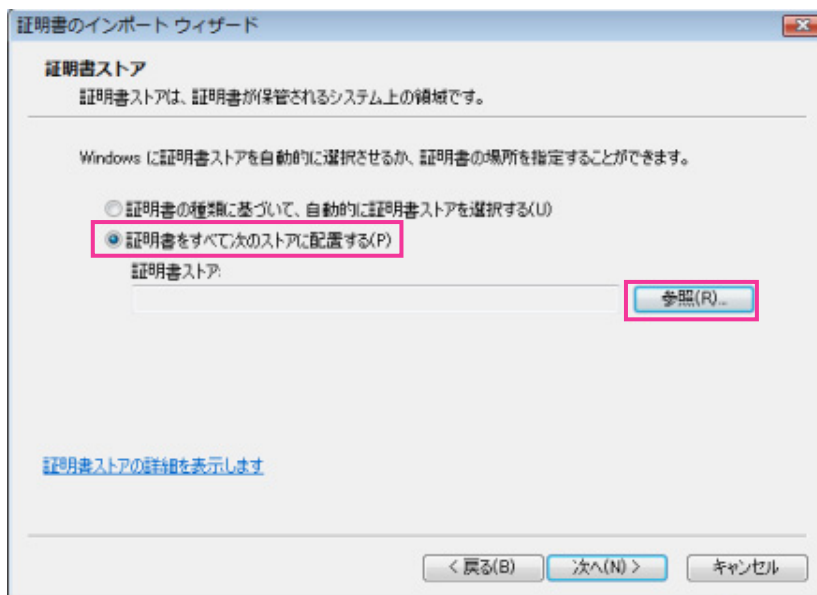 証明書のインポート ウィザード
証明書ストア
証明書ストアは、証明書が保管されるシステム上の領域です。
Windows に証明書ストアを自動的に選択させるか、証明書の場所を指定することができます。
証明書の種類に基づいて、自動的に証明書ストアを選択する(U)
証明書をすべて次のストアに配置する(P)
証明書ストア:
参照(R)...
証明書ストアの詳細を表示します
< 戻る(B)
次へ(N) >
キャンセル